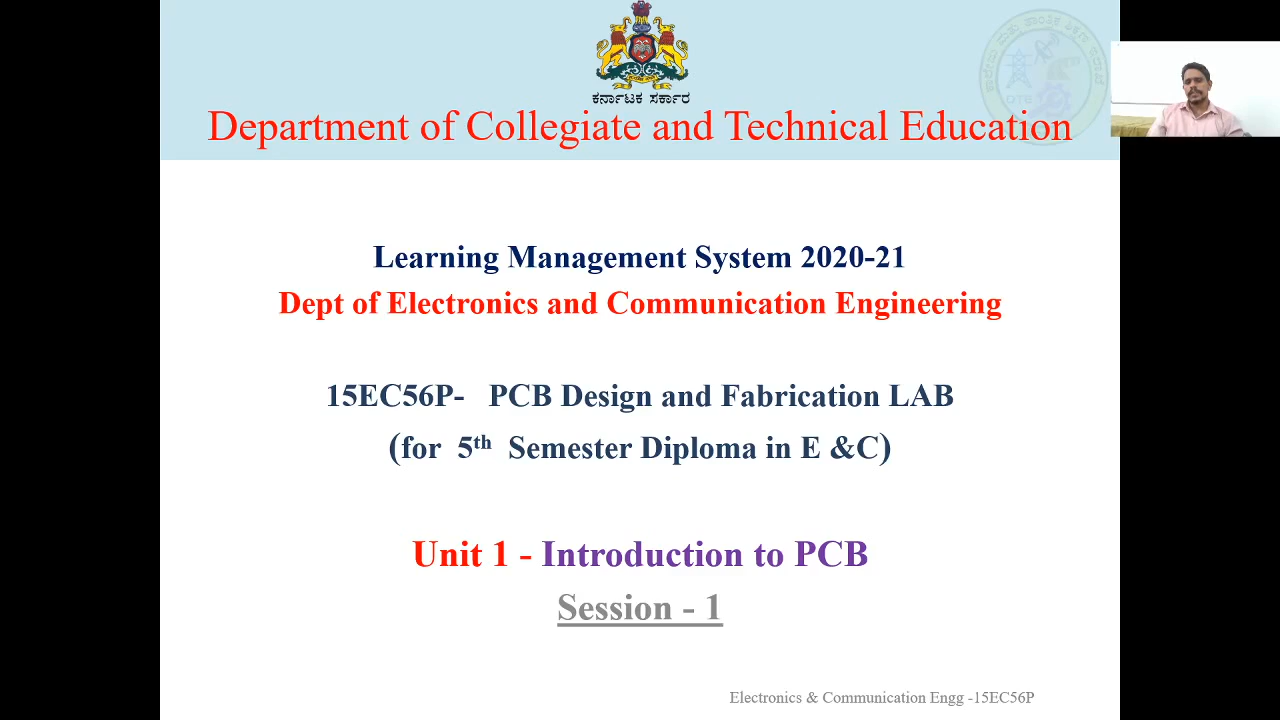 ಕರ್ನಾಟಕ ಸರ್ಕಾರ
DTE
Department of Collegiate and Technical Education
Learning Management System 2020-21
Dept of Electronics and Communication Engineering
15EC56P- PCB Design and Fabrication LAB
(for 5th Semester Diploma in E &C)
Unit 1 - Introduction to PCB
Session - 1
Electronics & Communication Engg -15EC56P